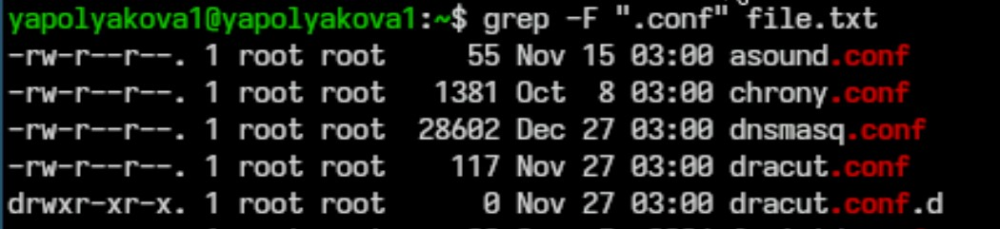 yapolyakova1@yapolyakova1:~$ grep -F ".conf" file.txt
-rw-r--r--. 1 root root     55 Nov 15 03:00 asound.conf
-rw-r--r--. 1 root root   1381 Oct  8 03:00 chrony.conf
-rw-r--r--. 1 root root  28602 Dec 27 03:00 dnsmasq.conf
-rw-r--r--. 1 root root    117 Nov 27 03:00 dracut.conf
drwxr-xr-x. 1 root root      0 Nov 27 03:00 dracut.conf.d